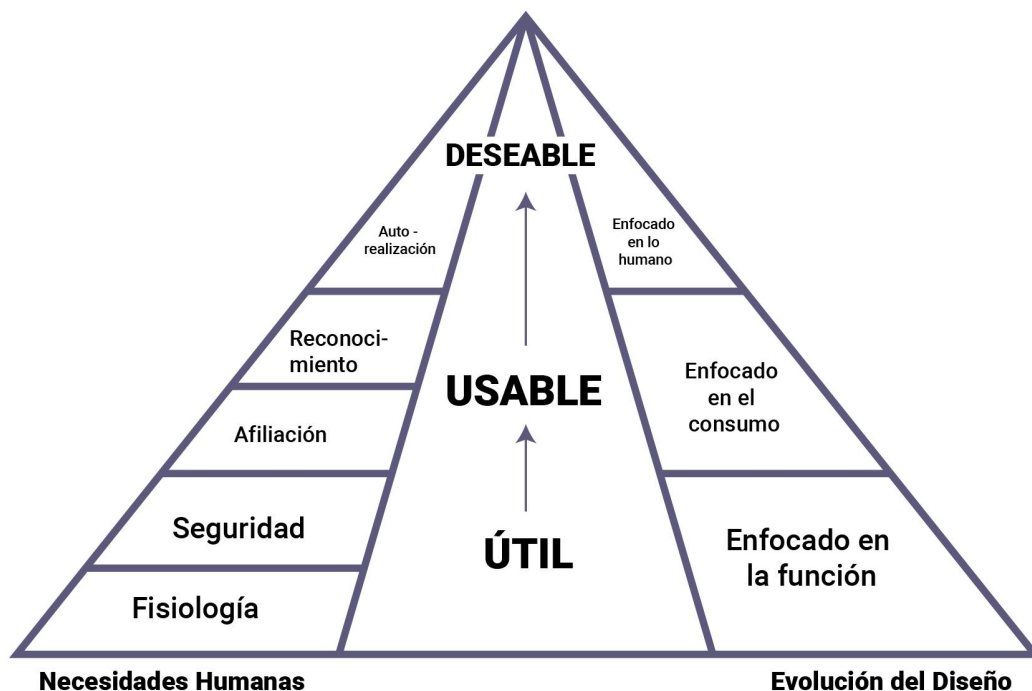 DESEABLE
Auto -
realización
Enfocado
en lo
humano
Reconoci-
miento
USABLE
Enfocado
en el
consumo
Afiliación
Seguridad
ÚTIL
Enfocado en
la función
Fisiología
Necesidades Humanas
Evolución del Diseño